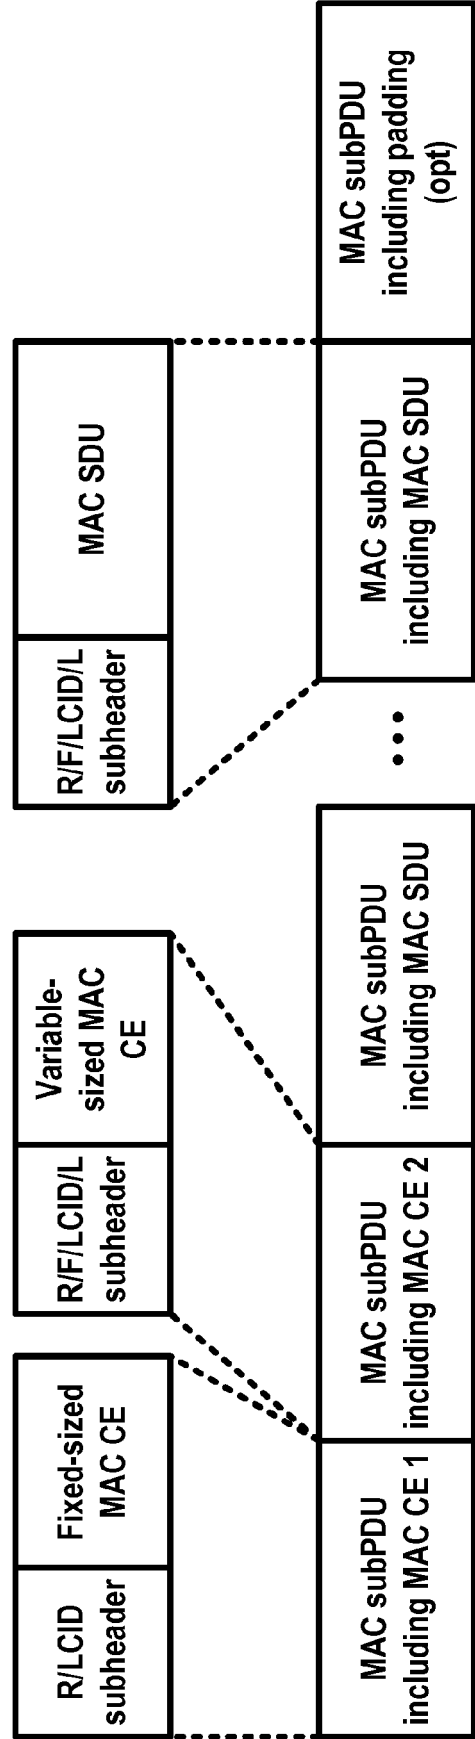 R/LCID
subheader
Fixed-sized
MAC CE
R/F/LCID/L
subheader
Variable-
sized MAC
CE
R/F/LCID/L
subheader
MAC SDU
MAC subPDU
including MAC CE 1
MAC subPDU
including MAC CE 2
MAC subPDU
including MAC SDU
...
MAC subPDU
including MAC SDU
MAC subPDU
including padding
(opt)